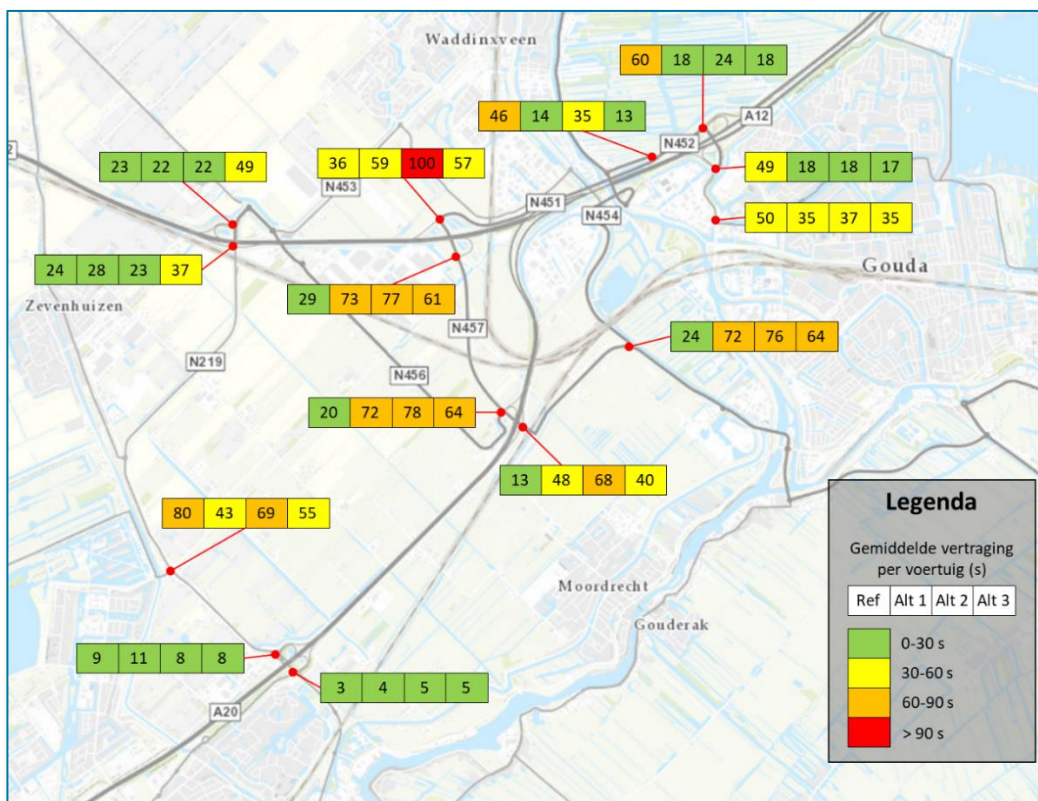 Waddinxveen
60 18 24 18
46 14 35 13
A12
N452
23 22 22 49
36 59 100 57
49 18 18 17
N453
N451
N454
50 35 37 35
24 28 23 37
Gouda
Zevenhuizen
29 73 77 61
N457
24 72 76 64
N219
N456
20 72 78 64
13 48 68 40
80 43 69 55
Moordrecht
Gouderak
9 11 8 8
3 4 5 5
A20
Legenda
Gemiddelde vertraging
per voertuig (s)
Ref Alt 1 Alt 2 Alt 3
0-30 s
30-60 s
60-90 s
> 90 s